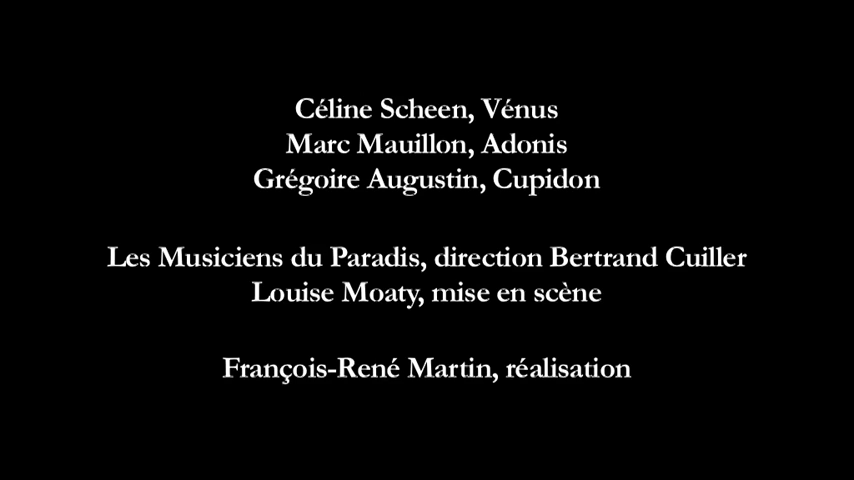 Céline Scheen, Vénus
Marc Mauillon, Adonis
Grégoire Augustin, Cupidon
Les Musiciens du Paradis, direction Bertrand Cuiller
Louise Moaty, mise en scène
François-René Martin, réalisation